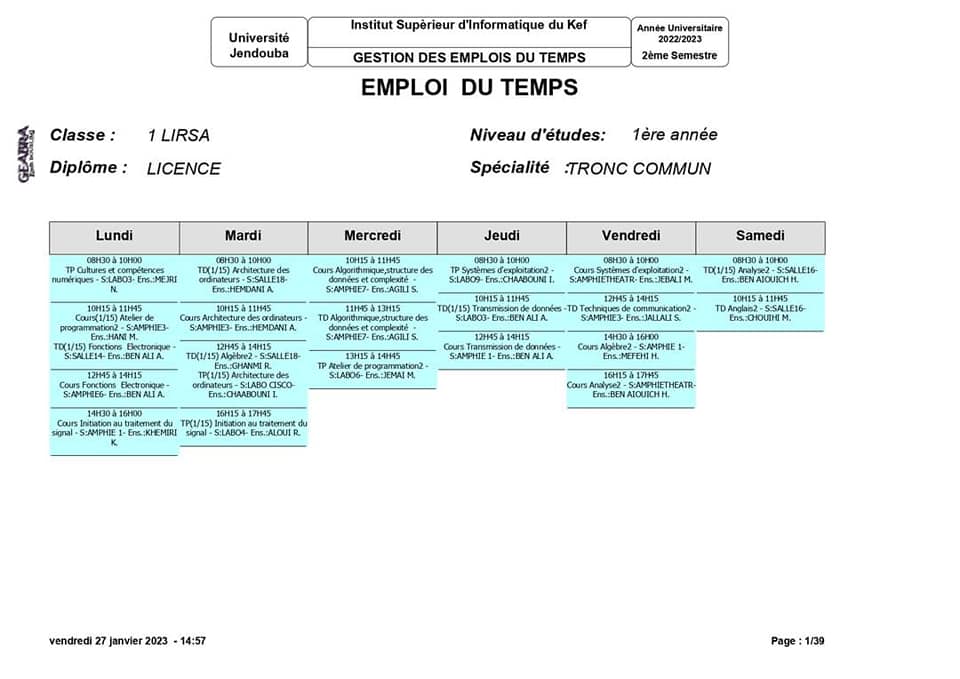 Université
Jendouba
Institut Supèrieur d'Informatique du Kef
GESTION DES EMPLOIS DU TEMPS
Année Universitaire
2022/2023
2ème Semestre
EMPLOI DU TEMPS
GEABRA
Classe : 1 LIRSA
Niveau d'études: 1ère année
Diplôme : LICENCE
Spécialité :TRONC COMMUN
Lundi
08H30 à 10H00
TP Cultures et compétences
numériques - S:LABO3- Ens.:MEJRI
N.
10H15 à 11H45
Cours(1/15) Atelier de
programmation2 - S:AMPHIE3-
Ens.:HANI M.
TD(1/15) Fonctions Electronique -
S:SALLE14- Ens.:BEN ALI A.
12H45 à 14H15
Cours Fonctions Electronique -
S:AMPHIE6- Ens.:BEN ALI A.
14H30 à 16H00
Cours Initiation au traitement du
signal - S:AMPHIE 1- Ens.:KHEMIRI
K.
Mardi
08H30 à 10H00
TD(1/15) Architecture des
ordinateurs - S:SALLE18-
Ens.:HEMDANI A.
10H15 à 11H45
Cours Architecture des ordinateurs -
S:AMPHIE3- Ens.:HEMDANI A.
12H45 à 14H15
TD(1/15) Algèbre2 - S:SALLE18-
Ens.:GHANMI R.
TP(1/15) Architecture des
ordinateurs - S:LABO CISCO-
Ens.:CHAABOUNI I.
16H15 à 17H45
TP(1/15) Initiation au traitement du
signal - S:LABO4- Ens.:ALOUI R.
Mercredi
10H15 à 11H45
Cours Algorithmique,structure des
données et complexité -
S:AMPHIE7- Ens.:AGILI S.
11H45 à 13H15
TD Algorithmique,structure des
données et complexité -
S:AMPHIE7- Ens.:AGILI S.
13H15 à 14H45
TP Atelier de programmation2 -
S:LABO6- Ens.:JEMAI M.
Jeudi
08H30 à 10H00
TP Systèmes d'exploitation2 -
S:LABO9- Ens.:CHAABOUNI I.
10H15 à 11H45
TD(1/15) Transmission de données -
S:LABO3- Ens.:BEN ALI A.
12H45 à 14H15
Cours Transmission de données -
S:AMPHIE 1- Ens.:BEN ALI A.
Vendredi
08H30 à 10H00
Cours Systèmes d'exploitation2 -
S:AMPHIETHEATR- Ens.:JEBALI M.
12H45 à 14H15
TD Techniques de communication2 -
S:AMPHIE3- Ens.:JALLALI S.
14H30 à 16H00
Cours Algèbre2 - S:AMPHIE 1-
Ens.:MEFEHI H.
16H15 à 17H45
Cours Analyse2 - S:AMPHIETHEATR-
Ens.:BEN AIOUICH H.
Samedi
08H30 à 10H00
TD(1/15) Analyse2 - S:SALLE16-
Ens.:BEN AIOUICH H.
10H15 à 11H45
TD Anglais2 - S:SALLE16-
Ens.:CHOUIHI M.
vendredi 27 janvier 2023 - 14:57
Page : 1/39